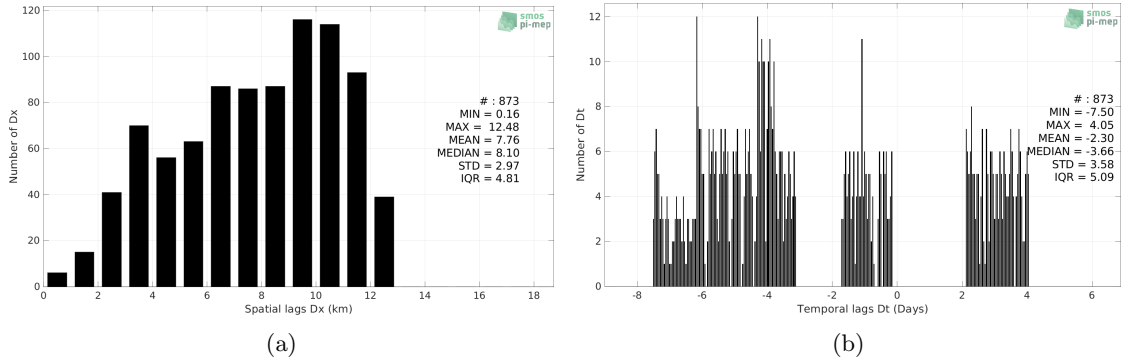 120
100
80
60
40
20
0
Number of Dx
0 2 4 6 8 10 12 14 16 18
Spatial lags Dx (km)
smos
pi-mep
# : 873
MIN = 0.16
MAX = 12.48
MEAN = 7.76
MEDIAN = 8.10
STD = 2.97
IQR = 4.81
(a)
12
10
8
6
4
2
0
Number of Dt
-8 -6 -4 -2 0 2 4 6
Temporal lags Dt (Days)
smos
pi-mep
# : 873
MIN = -7.50
MAX = 4.05
MEAN = -2.30
MEDIAN = -3.66
STD = 3.58
IQR = 5.09
(b)